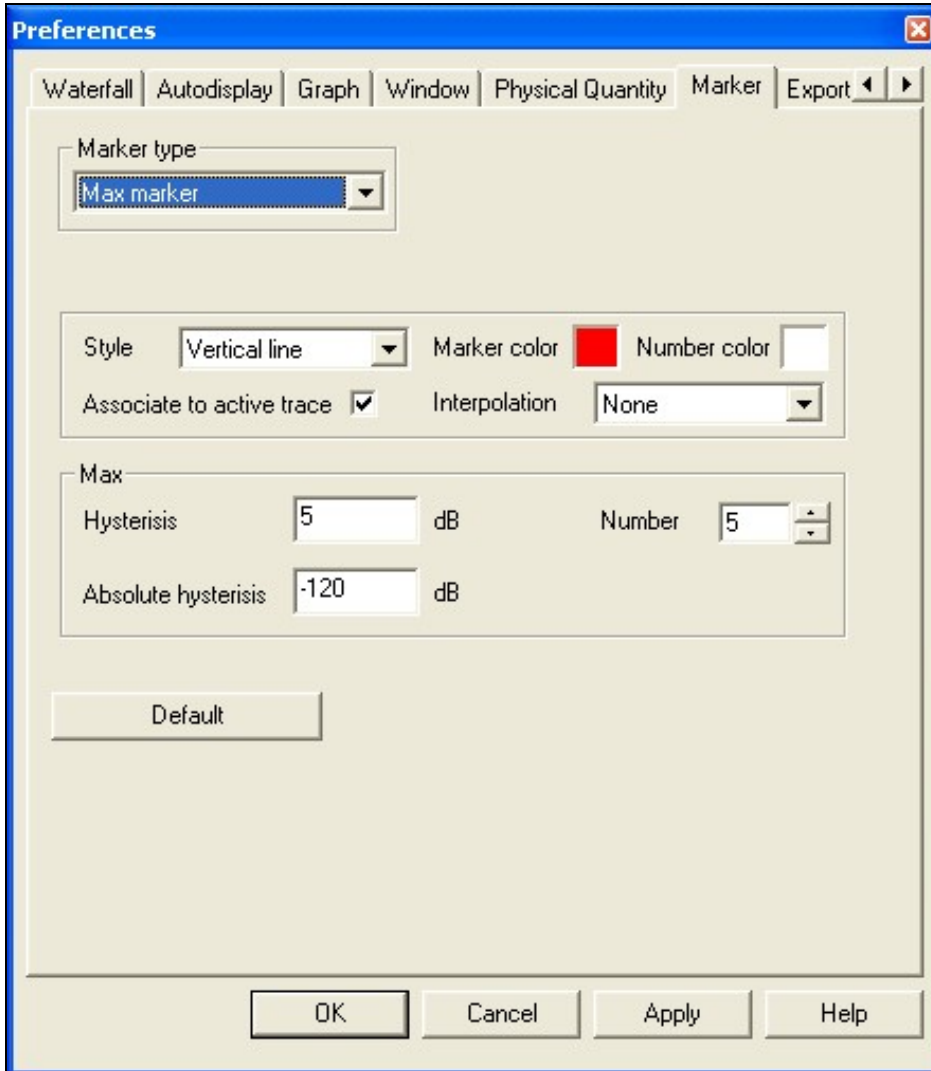 Preferences
Waterfall Autodisplay Graph Window Physical Quantity Marker Export
Marker type
Max marker
Style Vertical line Marker color Number color
Associate to active trace Interpolation None
Max
Hysterisis 5 dB Number 5
Absolute hysterisis -120 dB
Default
OK Cancel Apply Help